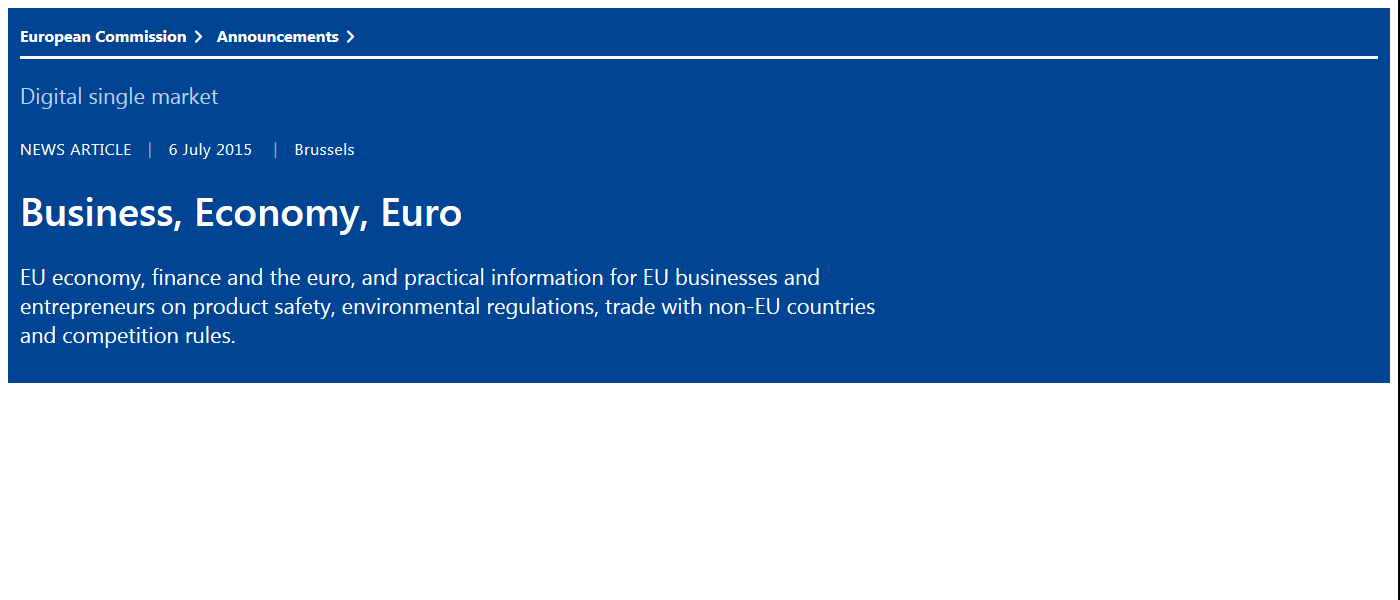 European Commission > Announcements >
Digital single market
NEWS ARTICLE | 6 July 2015 | Brussels
Business, Economy, Euro
EU economy, finance and the euro, and practical information for EU businesses and
entrepreneurs on product safety, environmental regulations, trade with non-EU countries
and competition rules.